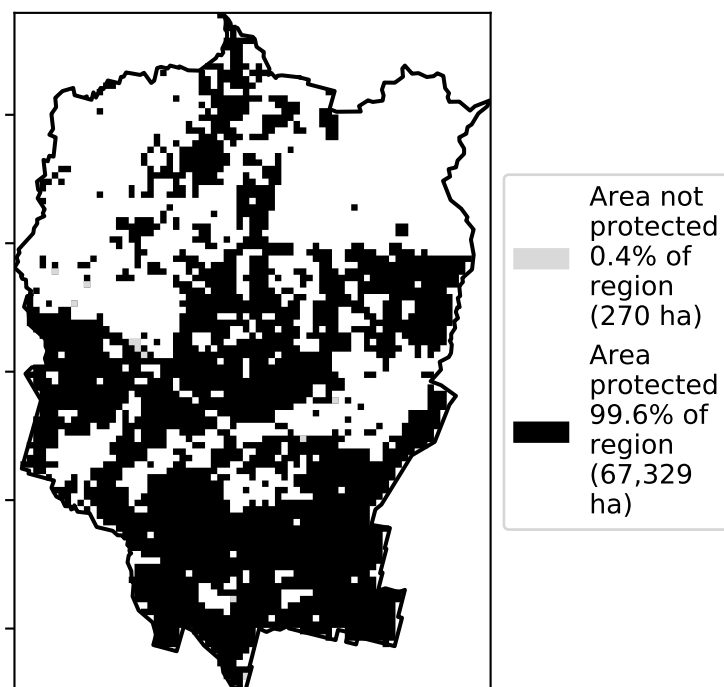 Area not
protected
0.4% of
region
(270 ha)
Area
protected
99.6% of
region
(67,329
ha)